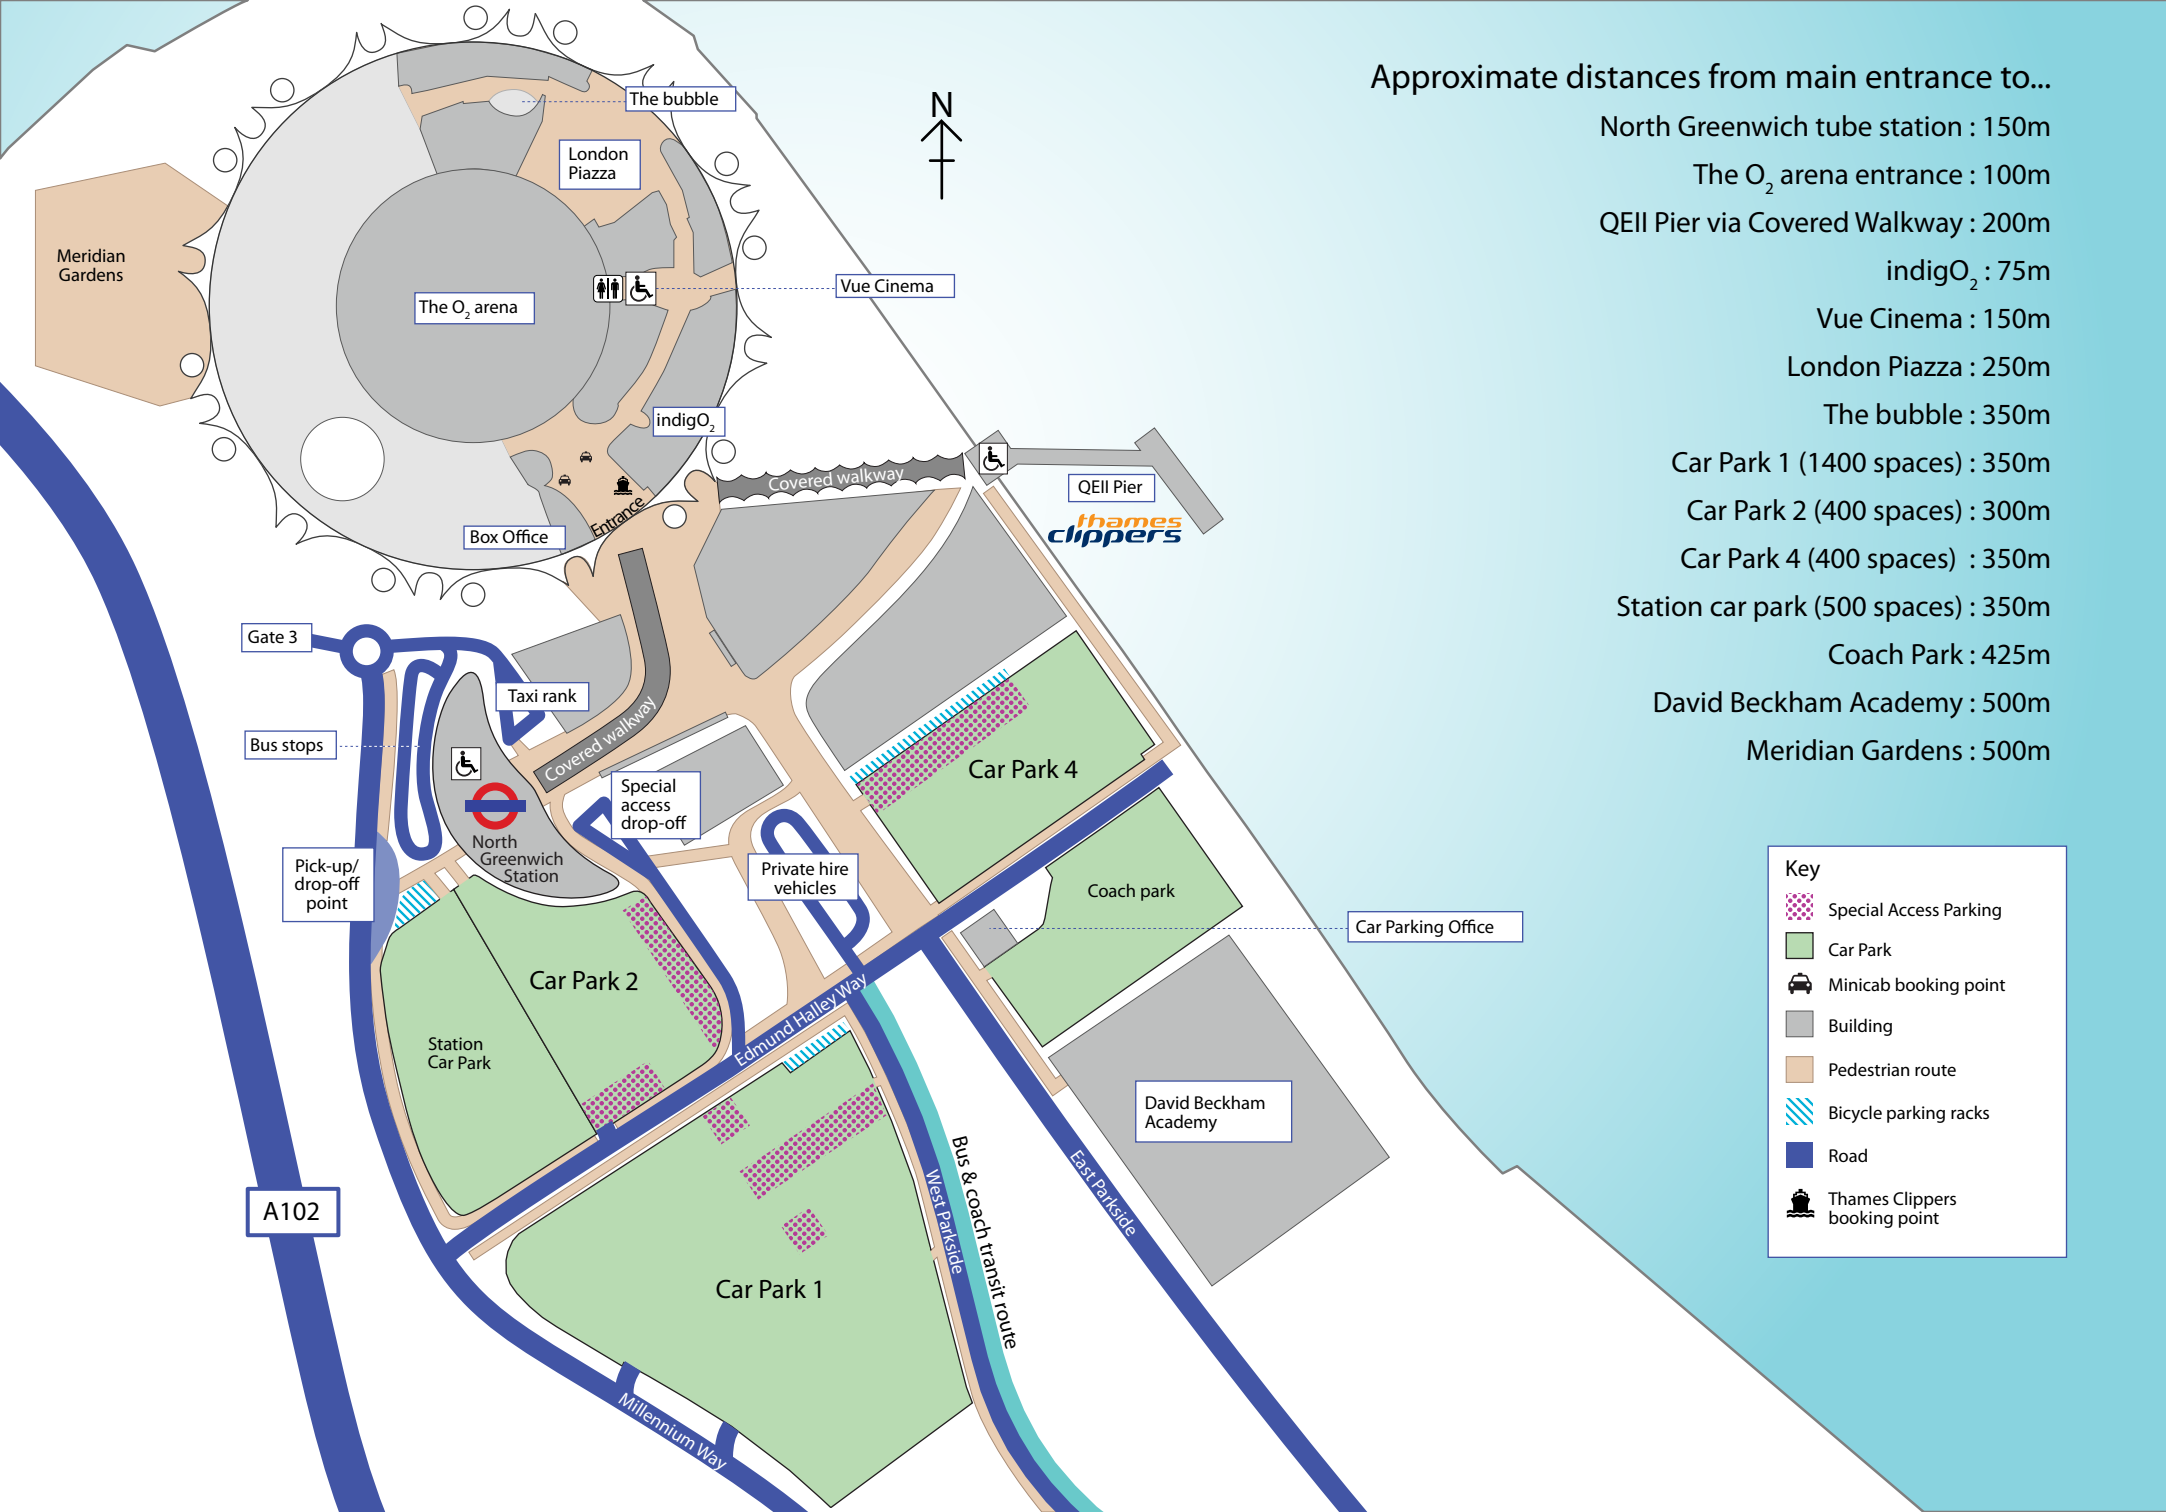 Approximate distances from main entrance to...
North Greenwich tube station : 150m
The O2 arena entrance : 100m
QEII Pier via Covered Walkway : 200m
indigO2 : 75m
Vue Cinema : 150m
London Piazza : 250m
The bubble : 350m
Car Park 1 (1400 spaces) : 350m
Car Park 2 (400 spaces) : 300m
Car Park 4 (400 spaces) : 350m
Station car park (500 spaces) : 350m
Coach Park : 425m
David Beckham Academy : 500m
Meridian Gardens : 500m
N
The bubble
London
Piazza
Meridian
Gardens
Vue Cinema
The O2 arena
indigO2
Covered walkway
QEII Pier
thames
clippers
Entrance
Box Office
Gate 3
Taxi rank
Bus stops
Covered walkway
Special
access
drop-off
Car Park 4
North
Greenwich
Station
Pick-up/
drop-off
point
Private hire
vehicles
Coach park
Car Parking Office
Car Park 2
Edmund Halley Way
Station
Car Park
David Beckham
Academy
Bus & coach transit route
West Parkside
East Parkside
A102
Car Park 1
Millennium Way
Key
Special Access Parking
Car Park
Minicab booking point
Building
Pedestrian route
Bicycle parking racks
Road
Thames Clippers
booking point